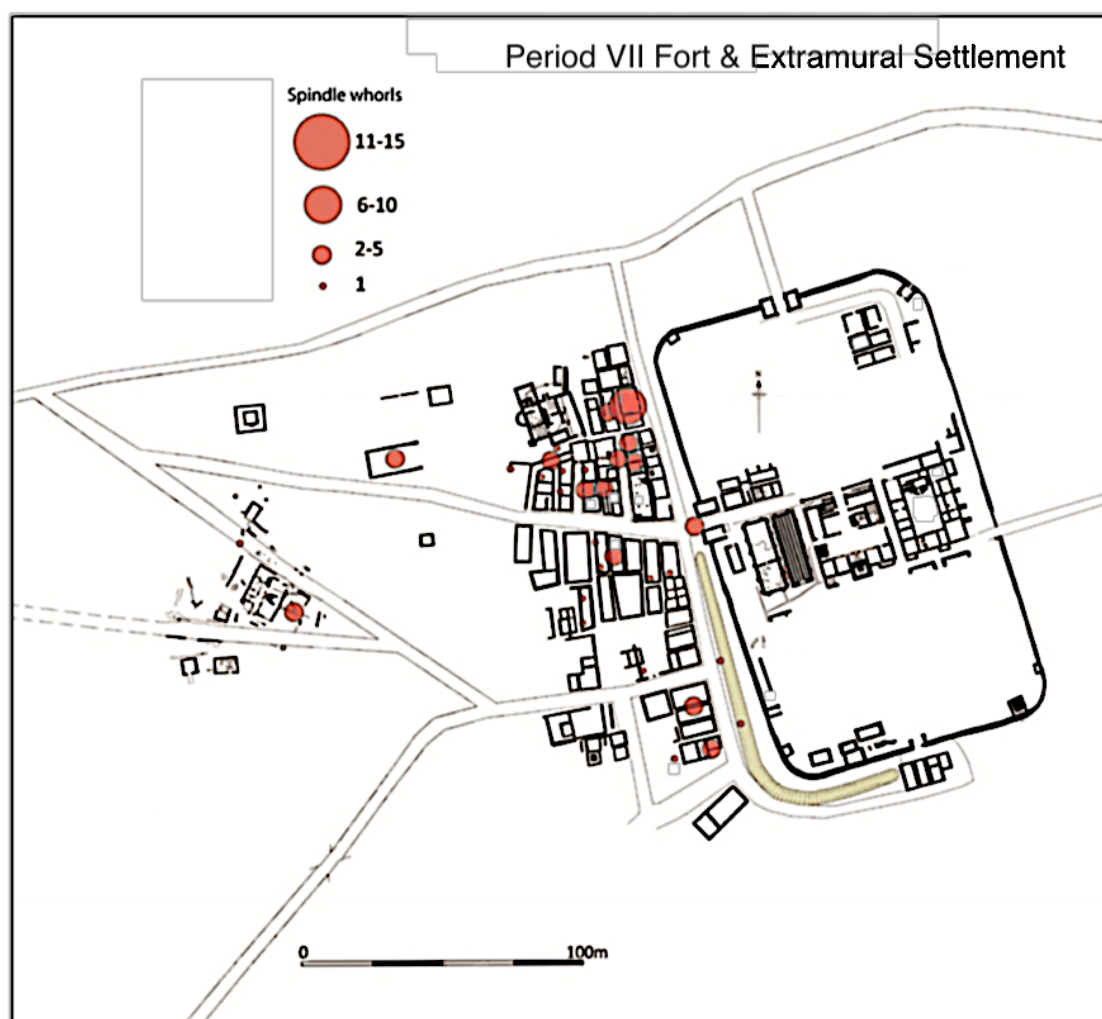 Period VII Fort & Extramural Settlement
Spindle whorls
11-15
6-10
2-5
1
N
0 100m